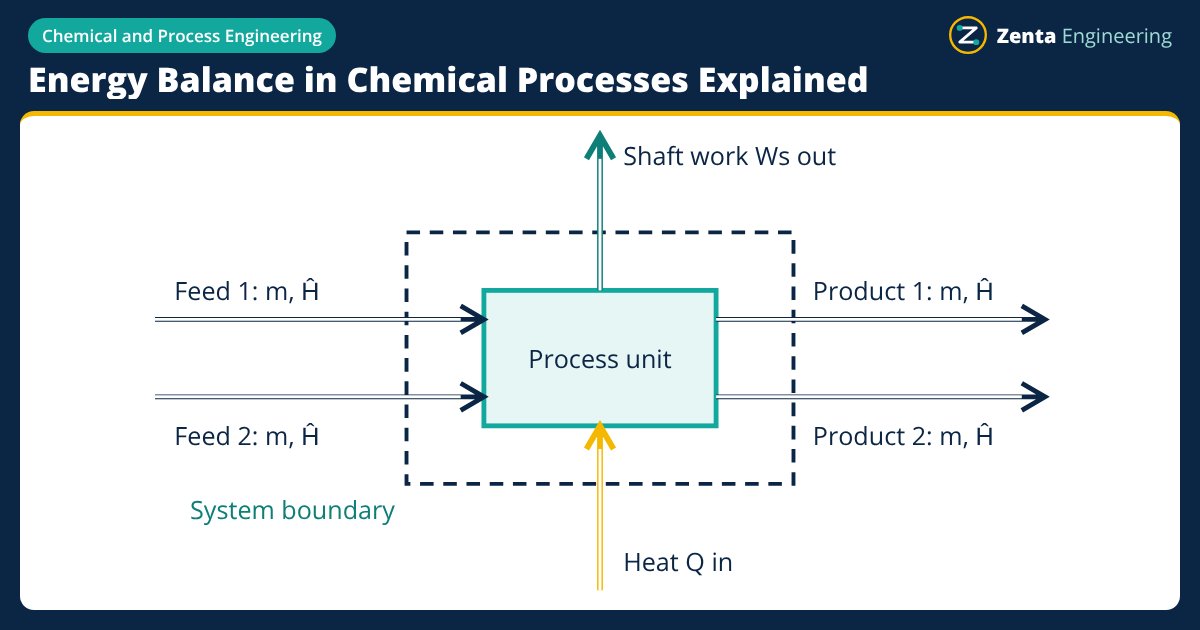 Chemical and Process Engineering
Zenta Engineering
Energy Balance in Chemical Processes Explained
Shaft work Ws out
Feed 1: m, Ĥ
Product 1: m, Ĥ
Process unit
Feed 2: m, Ĥ
Product 2: m, Ĥ
System boundary
Heat Q in